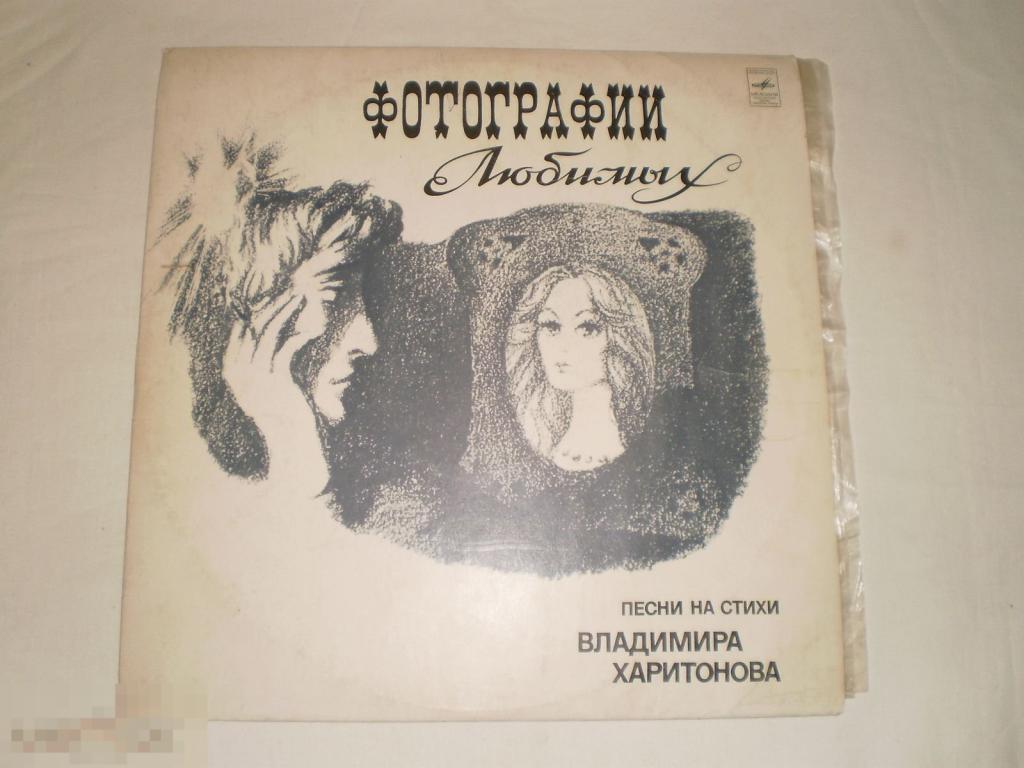 ФОТОГРАФИИ
Любимых
ПЕСНИ НА СТИХИ
ВЛАДИМИРА
ХАРИТОНОВА